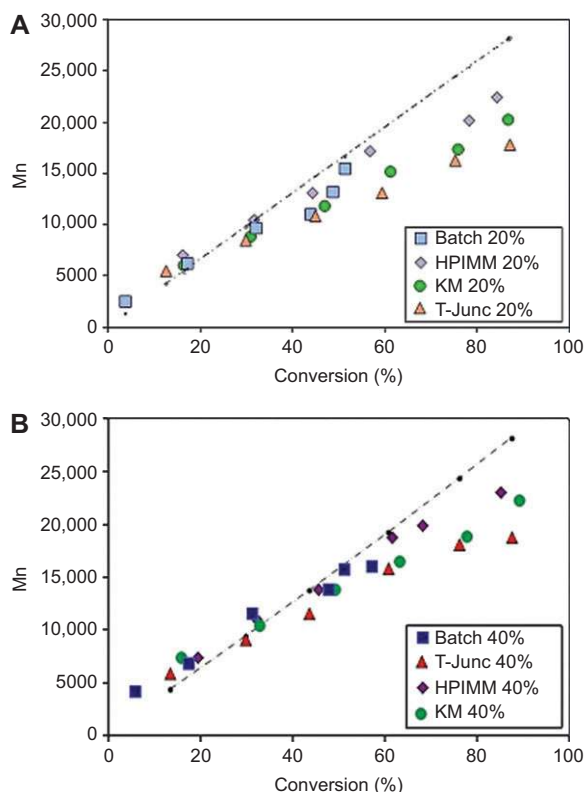 A
30,000
25,000
20,000
15,000
10,000
5000
0
Mn
0 20 40 60 80 100
Conversion (%)
Batch 20%
HPIMM 20%
KM 20%
T-Junc 20%
B
30,000
25,000
20,000
15,000
10,000
5000
0
Mn
0 20 40 60 80 100
Conversion (%)
Batch 40%
T-Junc 40%
HPIMM 40%
KM 40%